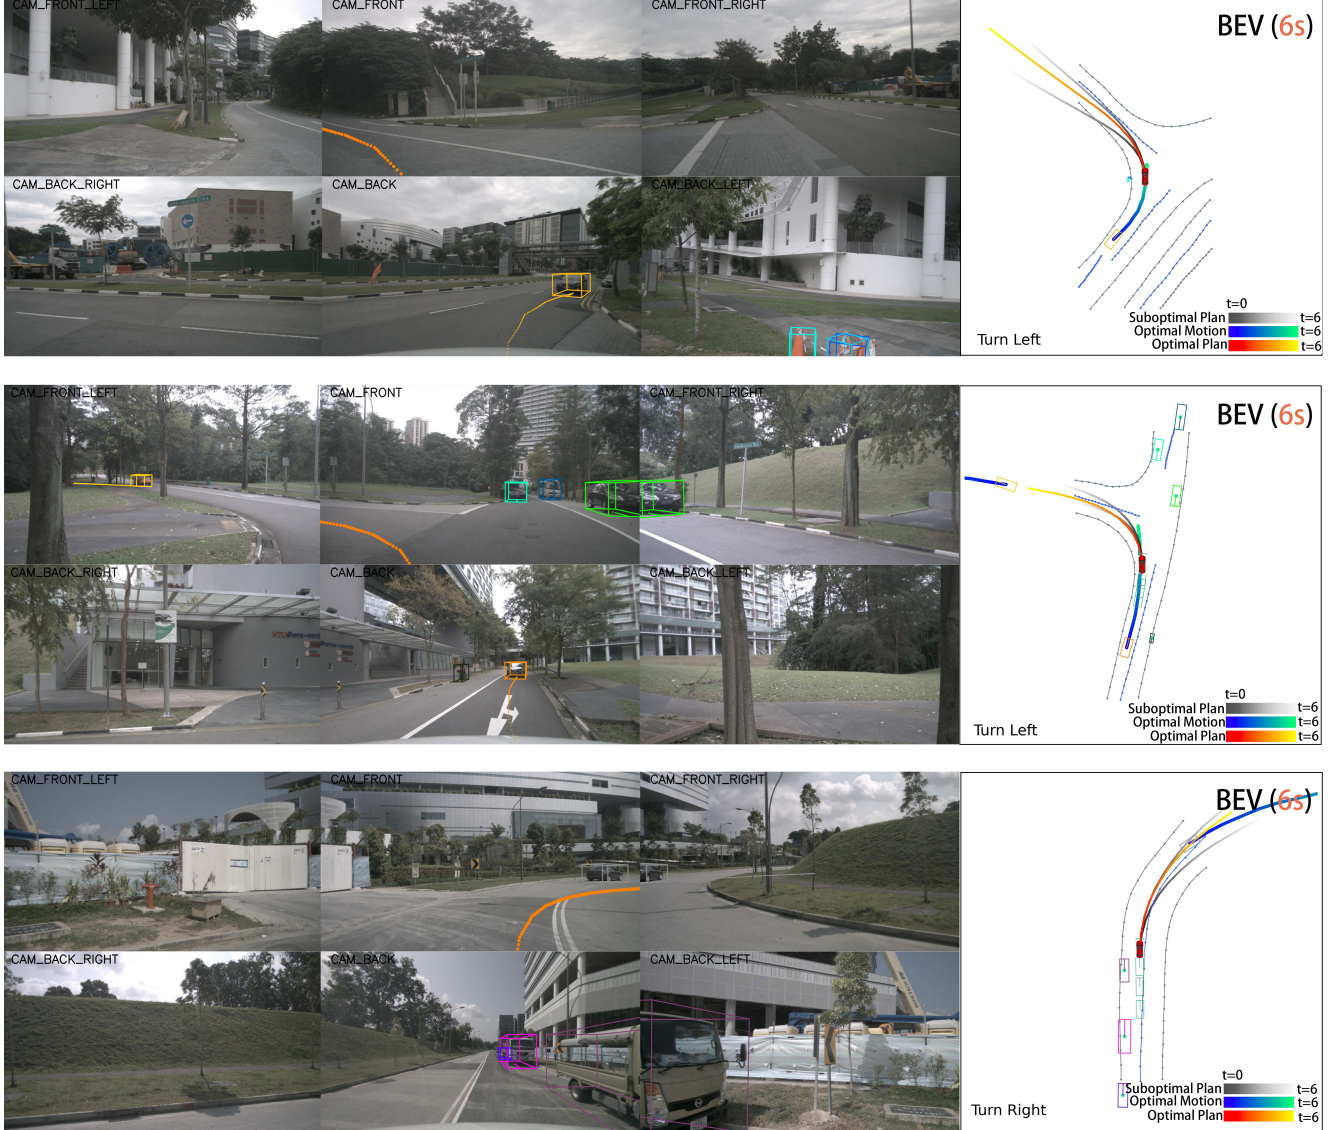 CAM_FRONT_LEFT
CAM_FRONT
CAM_FRONT_RIGHT
BEV (6s)
CAM_BACK_RIGHT
CAM_BACK
CAM_BACK_LEFT
t=0
Suboptimal Plan t=6
Optimal Motion t=6
Optimal Plan t=6
Turn Left
CAM_FRONT_LEFT
CAM_FRONT
CAM_FRONT_RIGHT
BEV (6s)
CAM_BACK_RIGHT
CAM_BACK
CAM_BACK_LEFT
t=0
Suboptimal Plan t=6
Optimal Motion t=6
Optimal Plan t=6
Turn Left
CAM_FRONT_LEFT
CAM_FRONT
CAM_FRONT_RIGHT
BEV (6s)
CAM_BACK_RIGHT
CAM_BACK
CAM_BACK_LEFT
t=0
Suboptimal Plan t=6
Optimal Motion t=6
Optimal Plan t=6
Turn Right